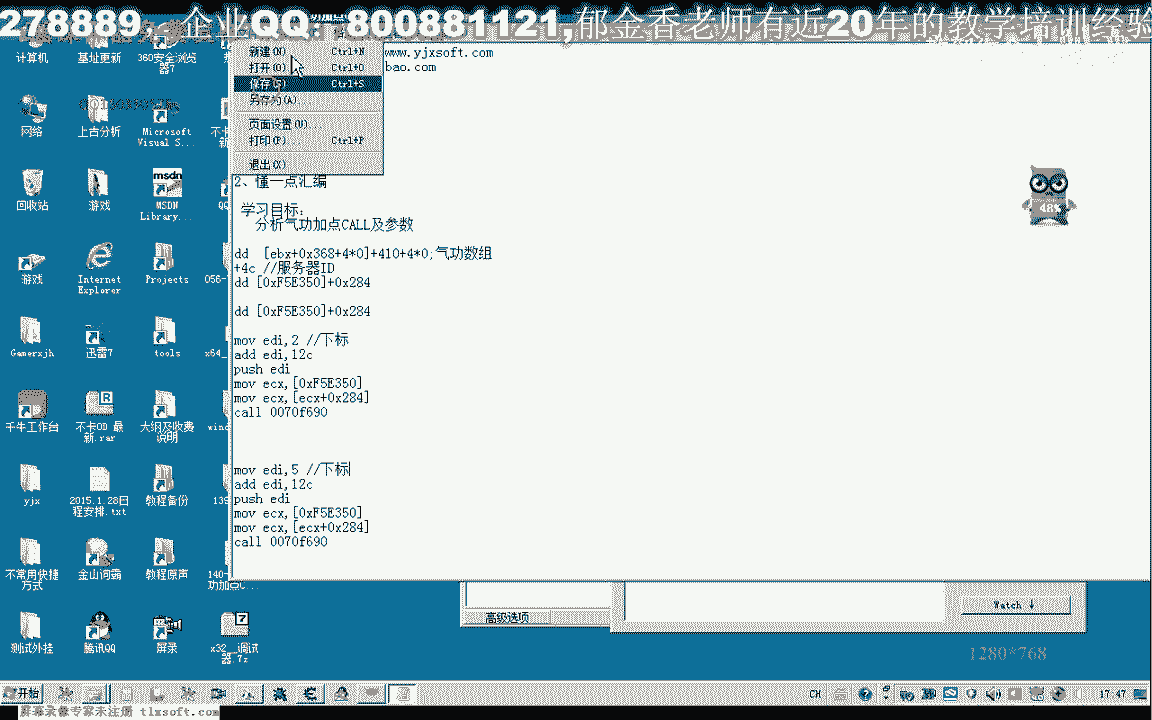 278889, 企业QQ：800881121,郁金香老师有近20年的教学培训经验
新建(N) Ctrl+N
打开(O) Ctrl+O
保存(S) Ctrl+S
另存为(A)
页面设置(U)...
打印(P) Ctrl+P
退出(X)
www.yjxsoft.com
bao.com
2、懂一点汇编
学习目标：
分析气功加点CALL及参数
dd [ebx+0x368+4*0]+410+4*0;气功数组
+4c //服务器ID
dd [0xF5E350]+0x284
dd [0xF5E350]+0x284
mov edi,2 //下标
add edi,12c
push edi
mov ecx,[0xF5E350]
mov ecx,[ecx+0x284]
call 0070f690
mov edi,5 //下标
add edi,12c
push edi
mov ecx,[0xF5E350]
mov ecx,[ecx+0x284]
call 0070f690
计算机 基址更新 360安全浏览器7
网络 上古分析 Microsoft Visual S...
回收站 游戏 MSDN Library...
游戏 Internet Explorer Projects 056-
Gamerxjh 迅雷7 tools x64_
千牛工作台 不卡OD 最新.rar 大纲及收费说明 wind
yjx 2015.1.28日程安排.txt 教程备份 139
不常用快捷方式 金山词霸 教程原声 140-
功加点C...
测试外挂 腾讯QQ 屏录 x32_调试器.7z
48%
高级选项
Watch ↓
1280*768
开始
CH
17:47
屏幕录像专家未注册 tlxsoft.com